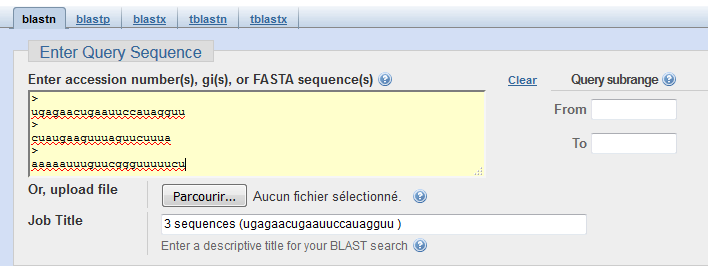 blastn blastp blastx tblastn tblastx
Enter Query Sequence
Enter accession number(s), gi(s), or FASTA sequence(s) Clear Query subrange
>
ugagaacugaauuccauagguu
>
cuaugaaguuuaguucuuua
>
aaaaauuuguucggguuuuucu
From
To
Or, upload file Parcourir... Aucun fichier sélectionné.
Job Title 3 sequences (ugagaacugaauuccauagguu )
Enter a descriptive title for your BLAST search